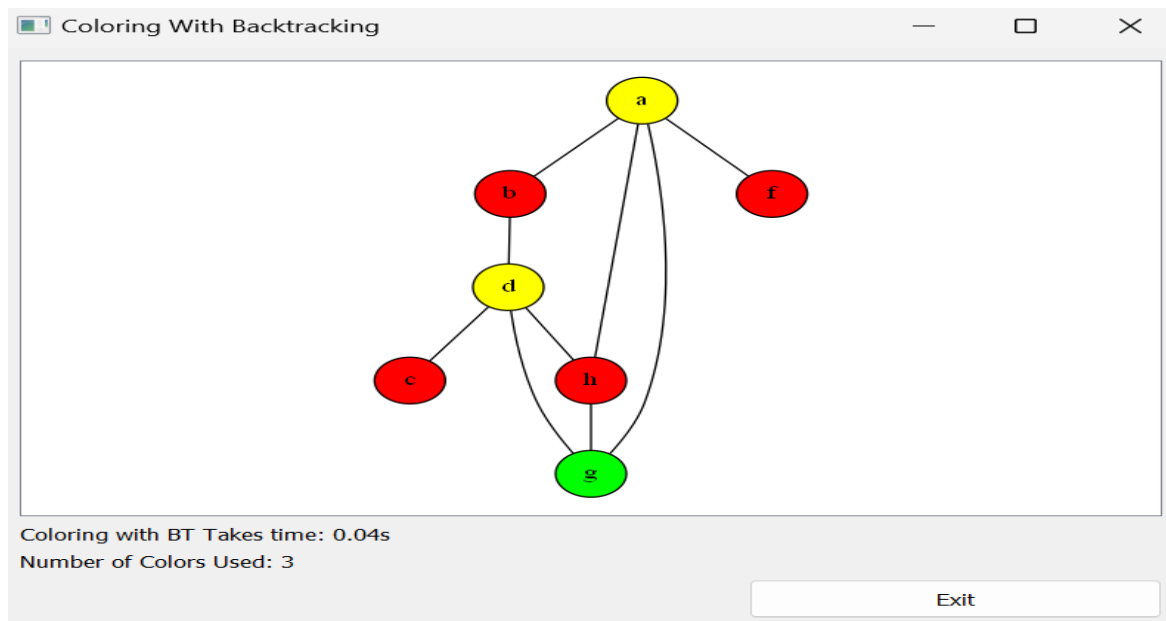 Coloring With Backtracking
a
b
f
d
c
h
g
Coloring with BT Takes time: 0.04s
Number of Colors Used: 3
Exit